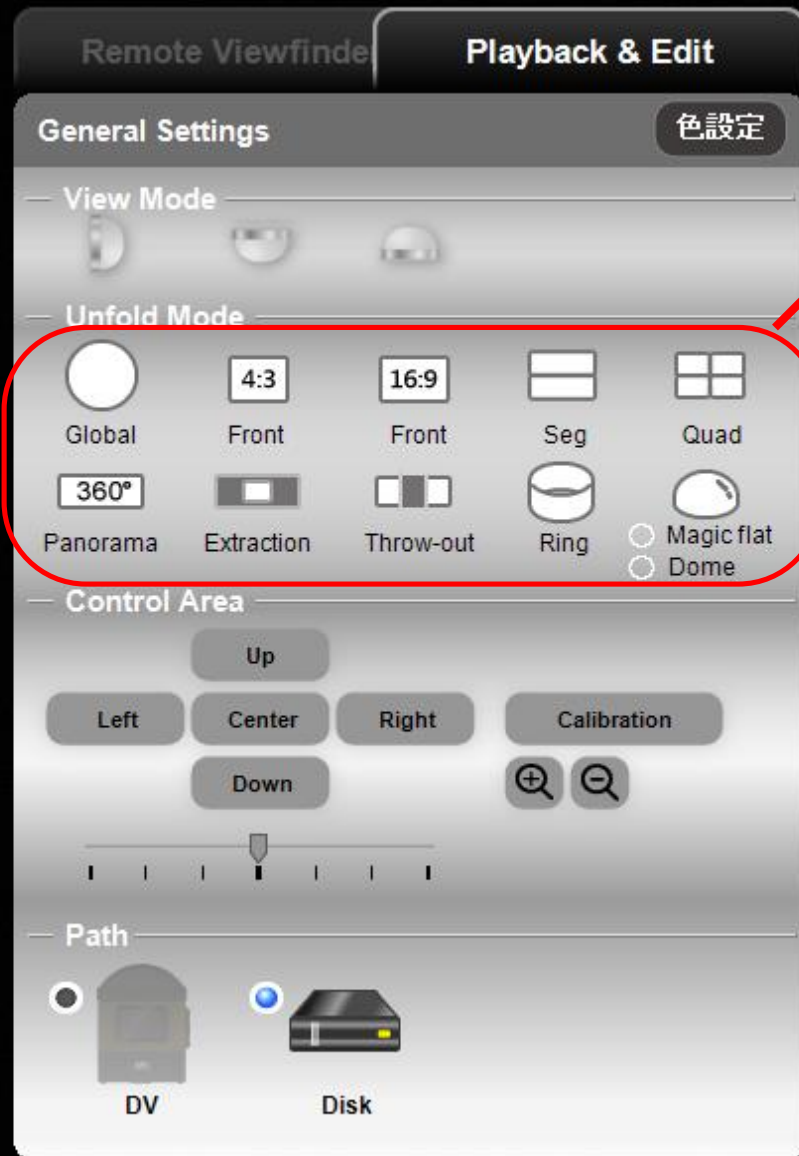 Remote Viewfinde Playback & Edit
General Settings 色設定
View Mode
Unfold Mode
4:3 16:9
Global Front Front Seg Quad
360°
Panorama Extraction Throw-out Ring Magic flat
Dome
Control Area
Up
Left Center Right Calibration
Down
Path
DV Disk